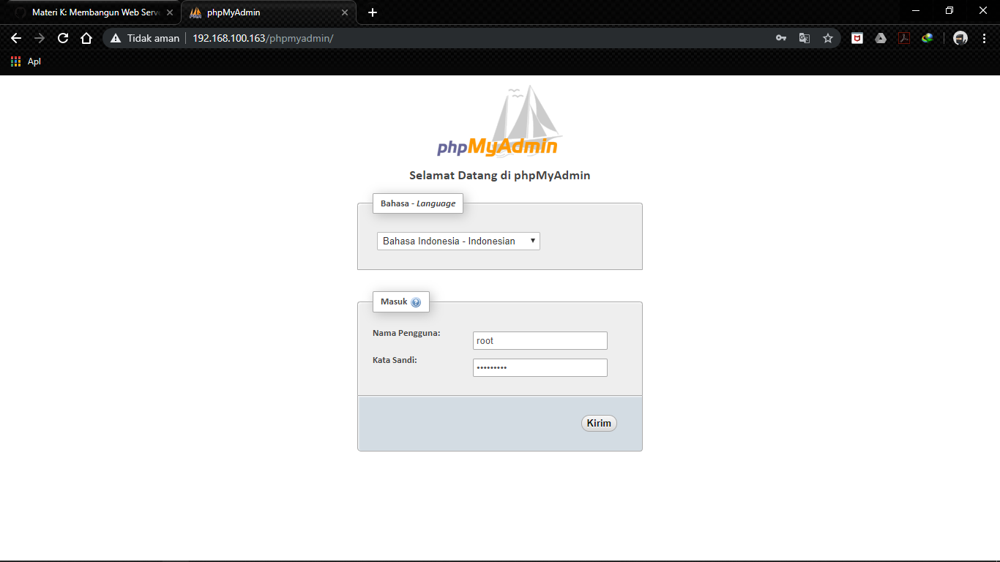 Materi K: Membangun Web Serve
phpMyAdmin
Tidak aman
192.168.100.163/phpmyadmin/
Apl
phpMyAdmin
Selamat Datang di phpMyAdmin
Bahasa - Language
Bahasa Indonesia - Indonesian
Masuk
Nama Pengguna:
root
Kata Sandi:
•••••••••
Kirim